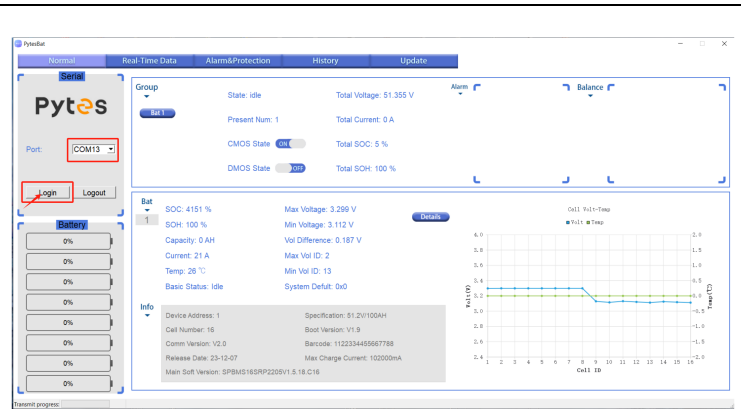 PytesBat
Normal Real-Time Data Alarm&Protection History Update
Serial
Pytes
Port: COM13
Login Logout
Battery
0%
0%
0%
0%
0%
0%
0%
0%
Group
Bat 1
State: idle Total Voltage: 51.355 V
Present Num: 1 Total Current: 0 A
CMOS State ON Total SOC: 5 %
DMOS State OFF Total SOH: 100 %
Alarm
Balance
Bat
1
SOC: 4151 % Max Voltage: 3.299 V
SOH: 100 % Min Voltage: 3.112 V
Capacity: 0 AH Vol Difference: 0.187 V
Current: 21 A Max Vol ID: 2
Temp: 26 °C Min Vol ID: 13
Basic Status: Idle System Defult: 0x0
Details
Info
Device Address: 1 Specification: 51.2V/100AH
Cell Number: 16 Boot Version: V1.9
Comm Version: V2.0 Barcode: 1122334455667788
Release Date: 23-12-07 Max Charge Current: 102000mA
Main Soft Version: SPBMS16SRP2205V1.5.18.C16
Cell Volt-Temp
Volt Temp
Volt(V)
4.0
3.8
3.6
3.4
3.2
3.0
2.8
2.6
2.4
2.0
1.5
1.0
0.5
0.0
-0.5
-1.0
-1.5
-2.0
Temp(℃)
1 2 3 4 5 6 7 8 9 10 11 12 13 14 15 16
Cell ID
Transmit progress: